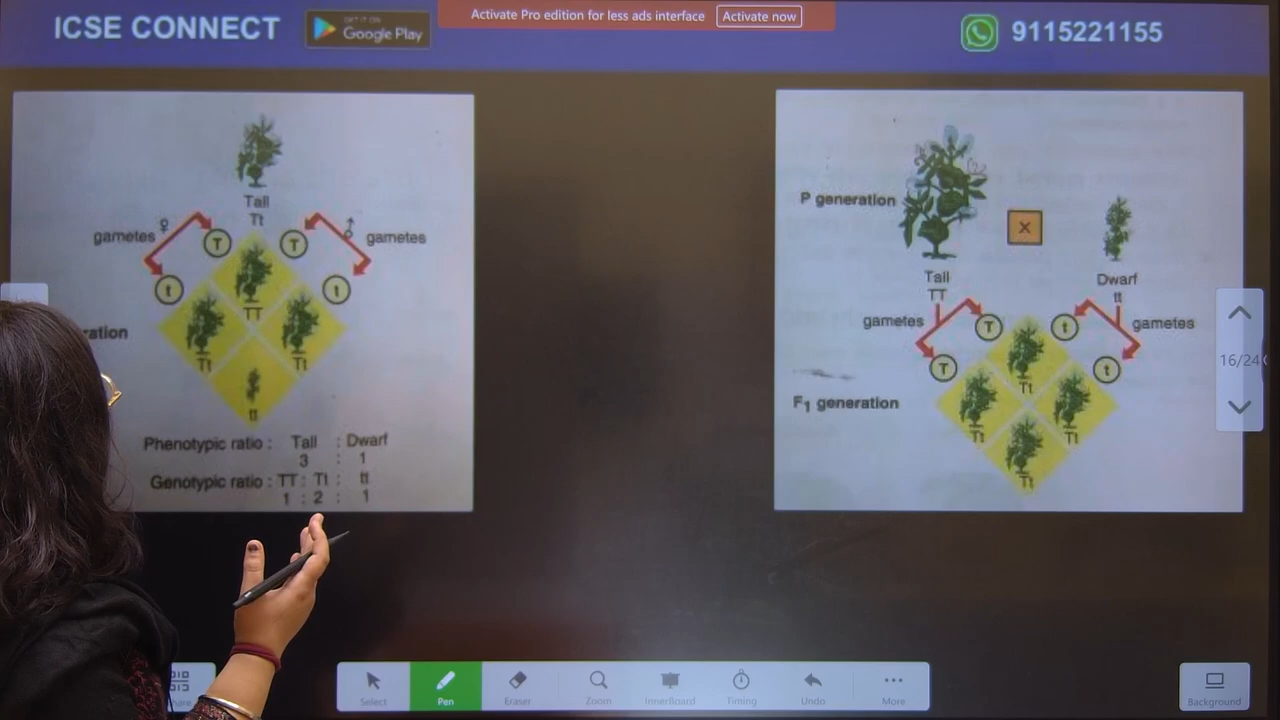 ICSE CONNECT
GET IT ON
Google Play
Activate Pro edition for less ads interface
Activate now
9115221155
Tall
Tt
gametes ♀
♂ gametes
T
T
t
t
TT
Tt
Tt
tt
ration
Phenotypic ratio : Tall : Dwarf
3 : 1
Genotypic ratio : TT : Tt : tt
1 : 2 : 1
P generation
x
Tall
TT
Dwarf
tt
gametes
gametes
T
t
T
t
Tt
F1 generation
Tt
Tt
Tt
16/24
Select
Pen
Eraser
Zoom
InnerBoard
Timing
Undo
More
Background